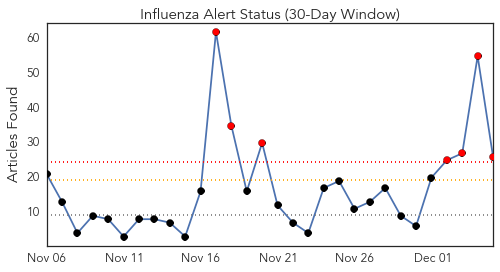 Influenza Alert Status (30-Day Window)
Articles Found
60
50
40
30
20
10
Nov 06
Nov 11
Nov 16
Nov 21
Nov 26
Dec 01